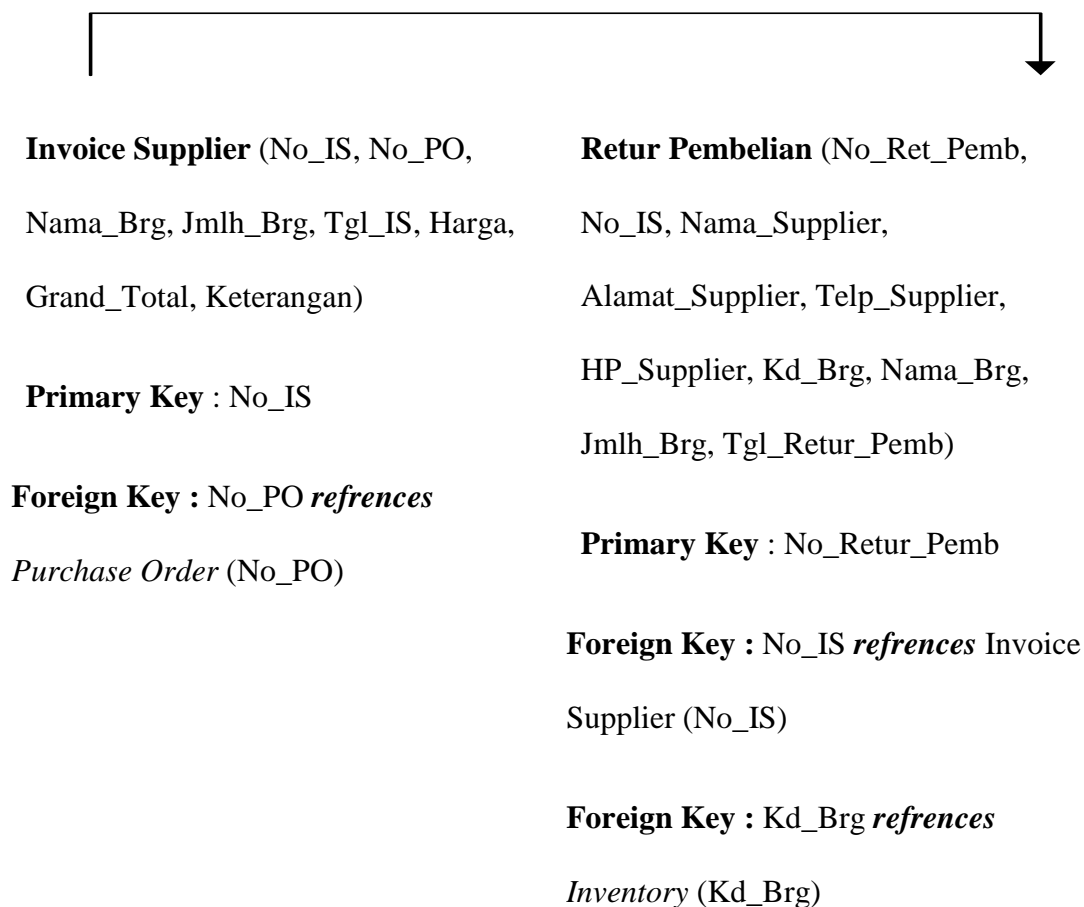 Invoice Supplier (No_IS, No_PO,
Nama_Brg, Jmlh_Brg, Tgl_IS, Harga,
Grand_Total, Keterangan)
Primary Key : No_IS
Foreign Key : No_PO refrences
Purchase Order (No_PO)
Retur Pembelian (No_Ret_Pemb,
No_IS, Nama_Supplier,
Alamat_Supplier, Telp_Supplier,
HP_Supplier, Kd_Brg, Nama_Brg,
Jmlh_Brg, Tgl_Retur_Pemb)
Primary Key : No_Retur_Pemb
Foreign Key : No_IS refrences Invoice
Supplier (No_IS)
Foreign Key : Kd_Brg refrences
Inventory (Kd_Brg)